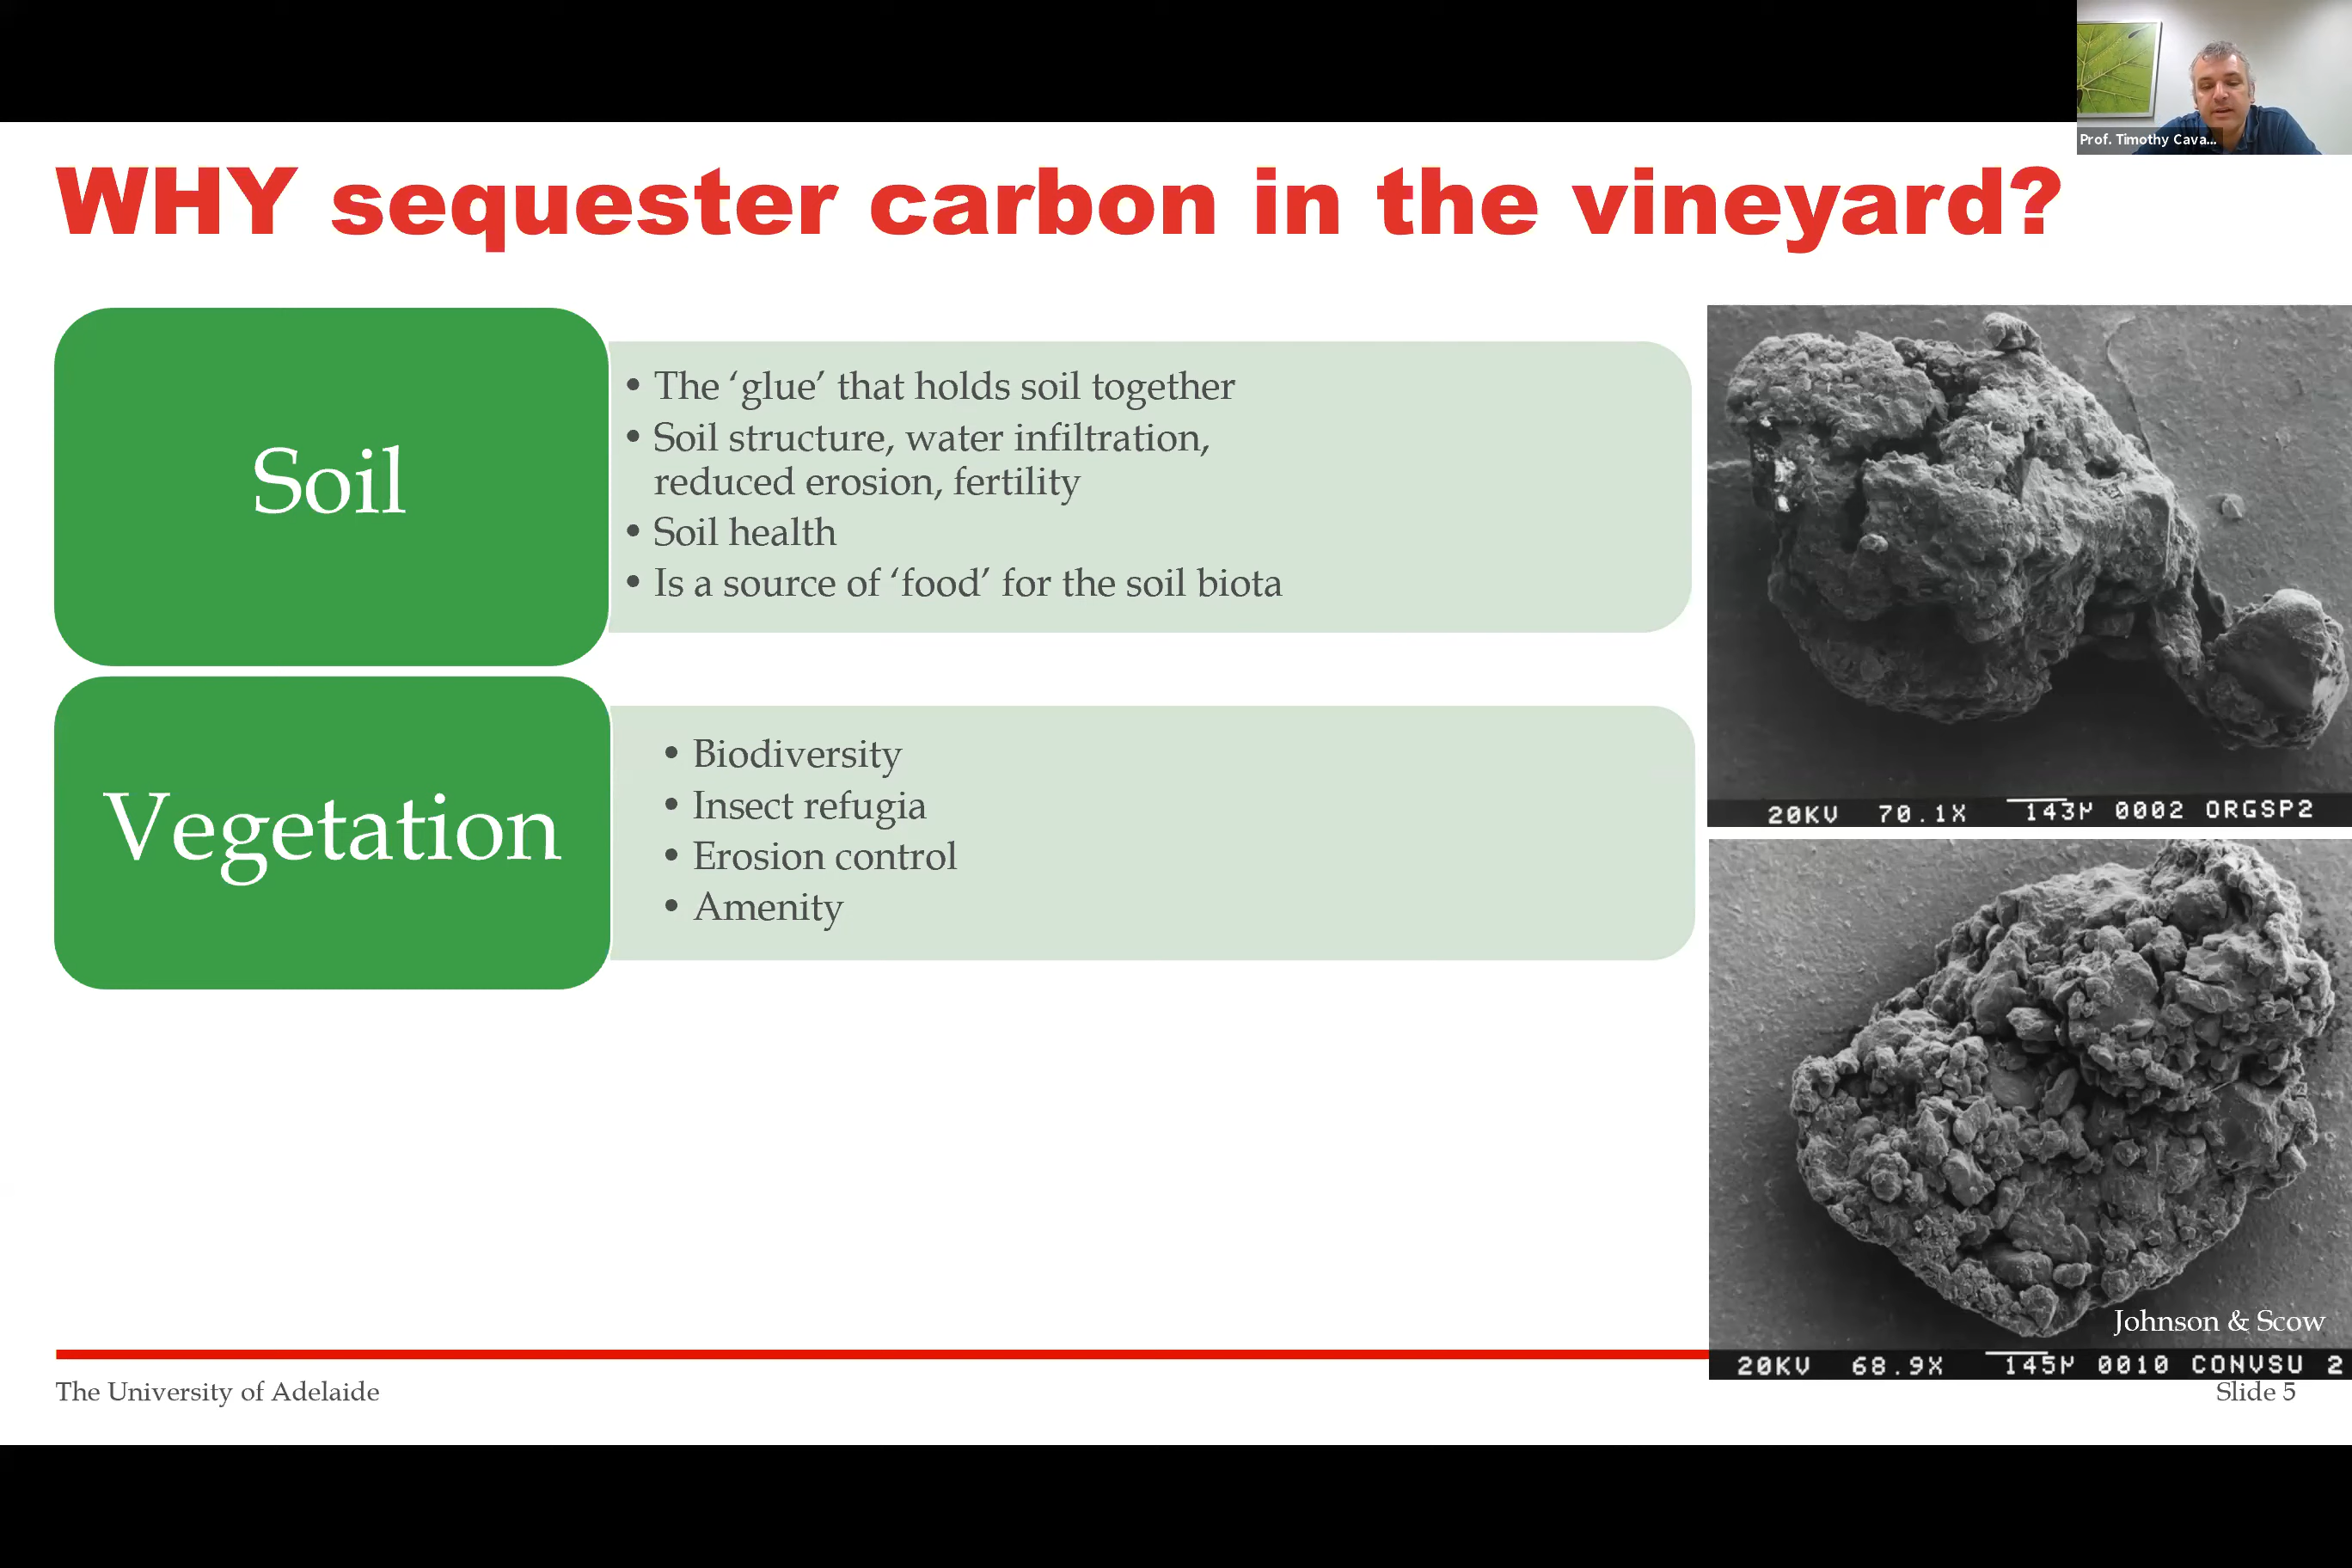 Prof. Timothy Cava...
WHY sequester carbon in the vineyard?
Soil
• The ‘glue’ that holds soil together
• Soil structure, water infiltration,
reduced erosion, fertility
• Soil health
• Is a source of ‘food’ for the soil biota
Vegetation
• Biodiversity
• Insect refugia
• Erosion control
• Amenity
20KV 70.1X 143µ 0002 ORGSP2
Johnson & Scow
20KV 68.9X 145µ 0010 CONVSU 2
The University of Adelaide
Slide 5